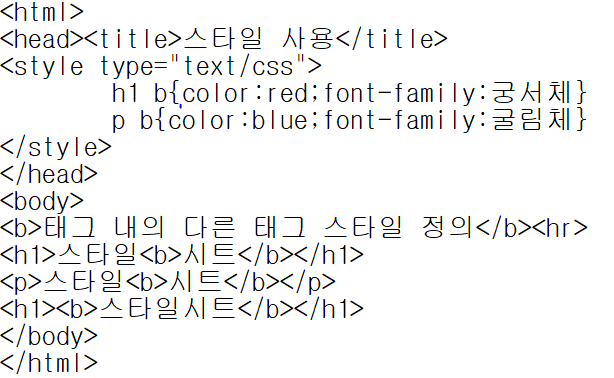 <html>
<head><title>스타일 사용</title>
<style type="text/css">
h1 b{color:red;font-family:궁서체}
p b{color:blue;font-family:굴림체}
</style>
</head>
<body>
<b>태그 내의 다른 태그 스타일 정의</b><hr>
<h1>스타일<b>시트</b></h1>
<p>스타일<b>시트</b></p>
<h1><b>스타일시트</b></h1>
</body>
</html>